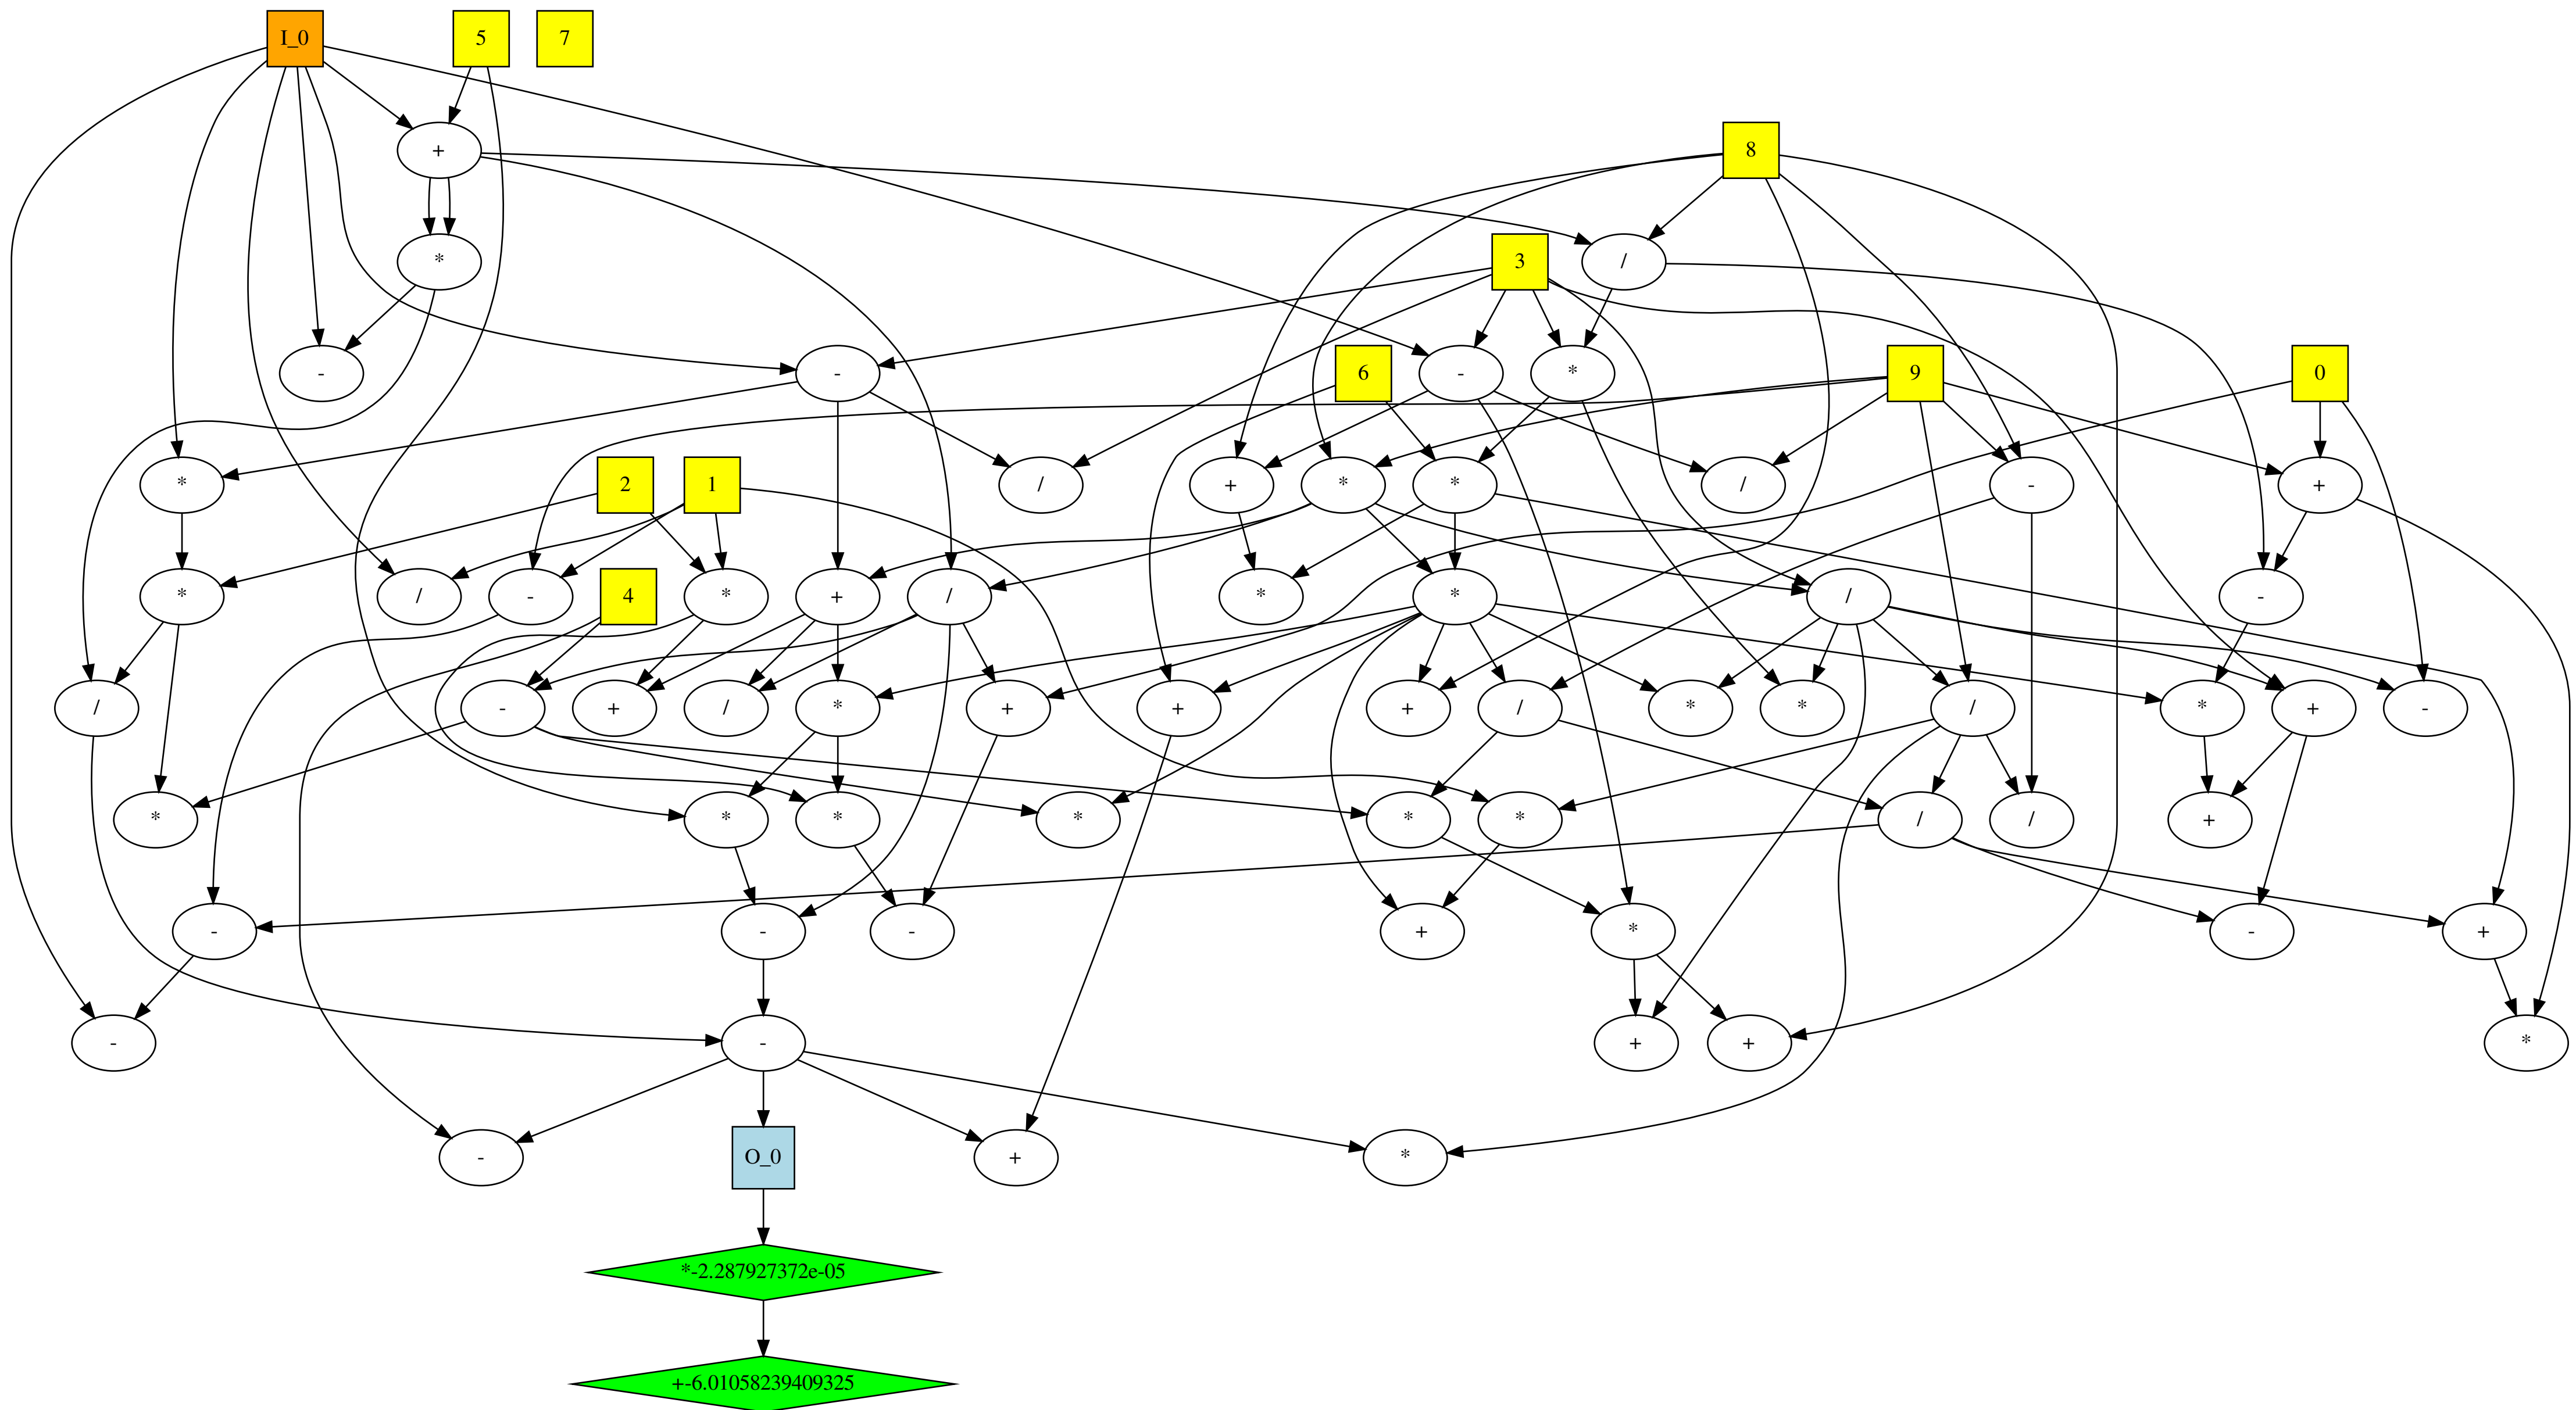 I_0 5 7
+ 8
* 3 /
- - 6 - * 9 0
* 2 1 / + * * / - +
* / - 4 * + / * * / -
/ - + / * + + + / * * / * + -
* * * * * * / / +
- - - + * - +
- - + + *
- O_0 + *
*-2.287927372e-05
+-6.01058239409325